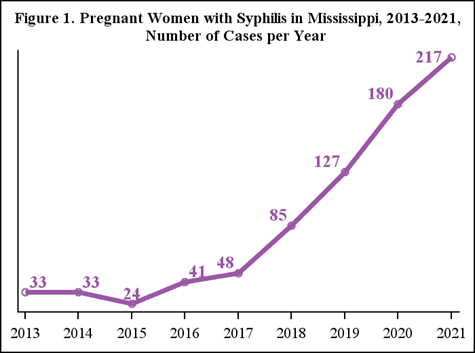 Figure 1. Pregnant Women with Syphilis in Mississippi, 2013-2021,
Number of Cases per Year
217
180
127
85
33 33 24 41 48
2013 2014 2015 2016 2017 2018 2019 2020 2021